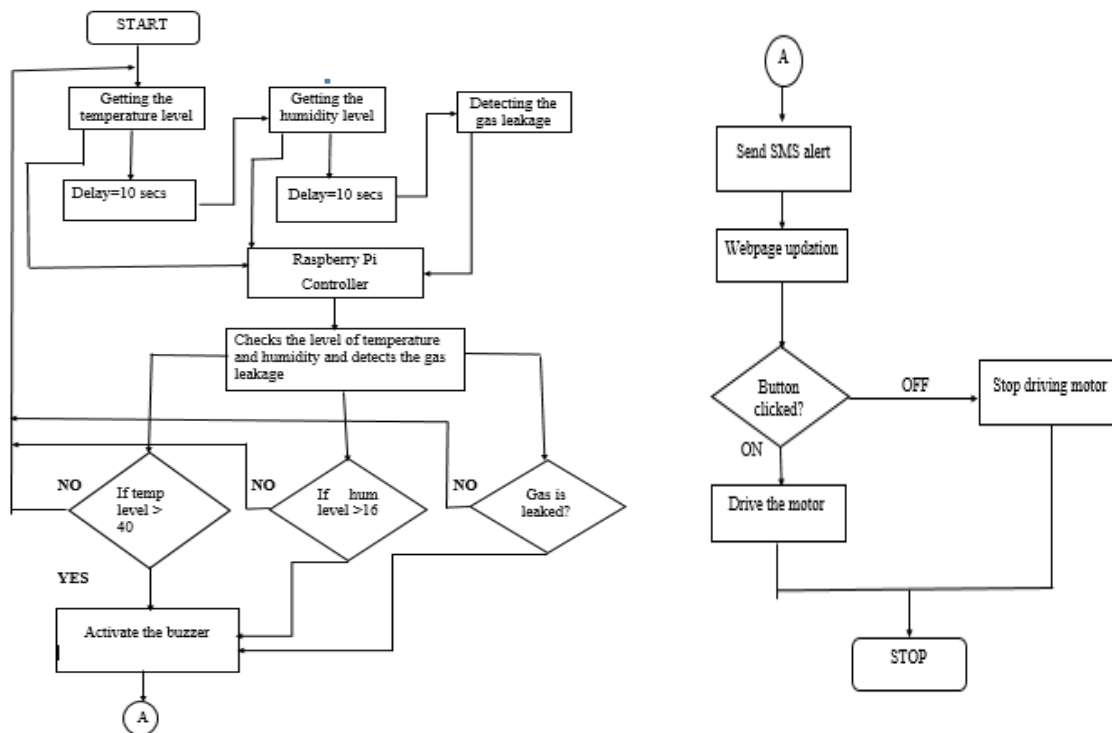 START
Getting the
temperature level
Getting the
humidity level
Detecting the
gas leakage
Delay=10 secs
Delay=10 secs
Raspberry Pi
Controller
Checks the level of temperature
and humidity and detects the gas
leakage
NO
If temp
level >
40
NO
If hum
level >16
NO
Gas is
leaked?
YES
Activate the buzzer
A
A
Send SMS alert
Webpage updation
Button
clicked?
OFF
Stop driving motor
ON
Drive the motor
STOP